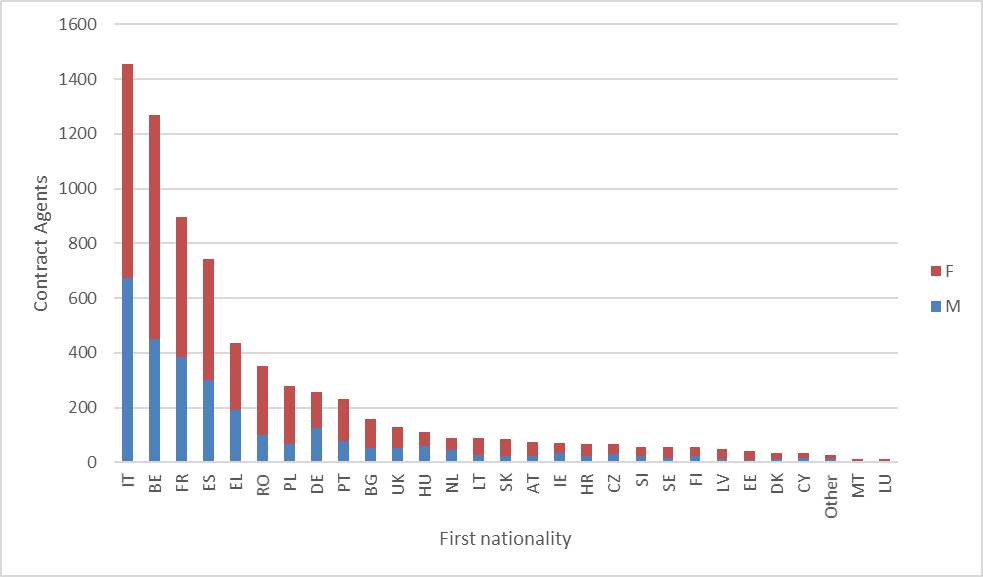 1600
1400
1200
1000
800
600
400
200
0
Contract Agents
IT BE FR ES EL RO PL DE PT BG UK HU NL LT SK AT IE HR CZ SI SE FI LV EE DK CY Other MT LU
First nationality
F
M